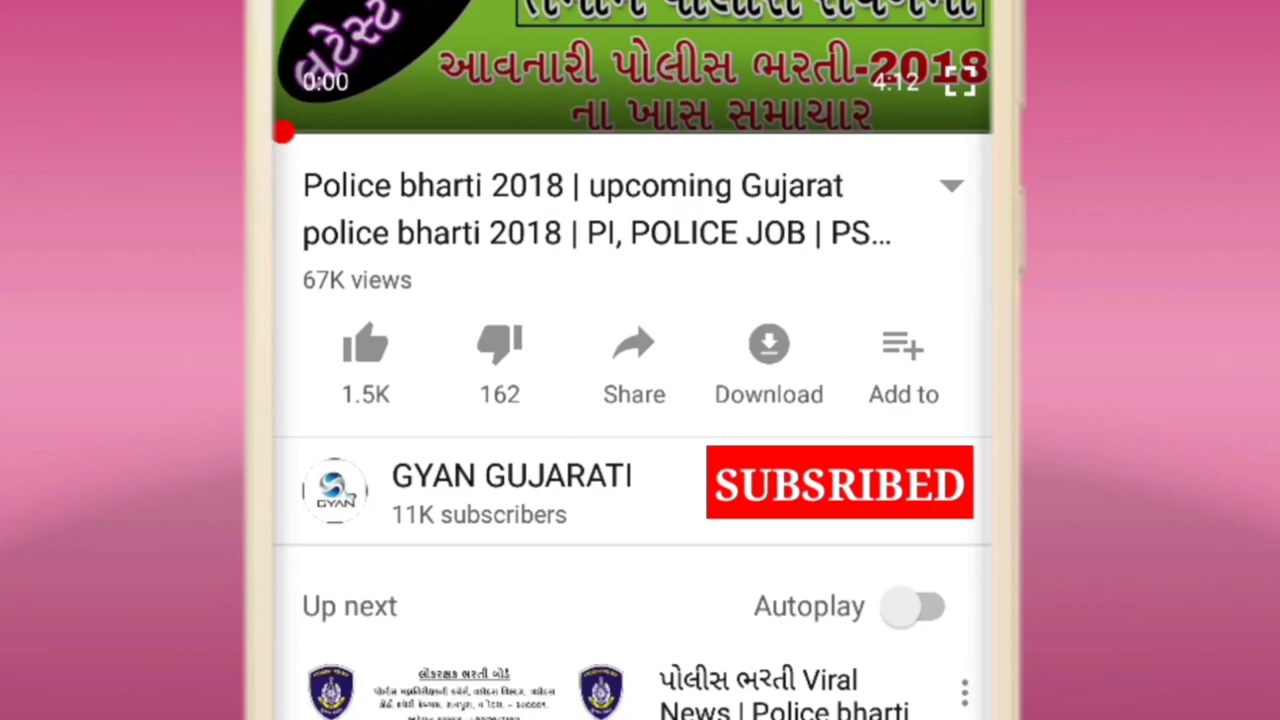 લેટેસ્ટ
આવનારી પોલીસ ભરતી-2018
ના ખાસ સમાચાર
0:00
4:12
Police bharti 2018 | upcoming Gujarat
police bharti 2018 | PI, POLICE JOB | PS...
67K views
1.5K
162
Share
Download
Add to
GYAN
GYAN GUJARATI
11K subscribers
SUBSRIBED
Up next
Autoplay
લોકરક્ષક ભરતી બોર્ડ
પોલીસ ભરતી Viral
News | Police bharti